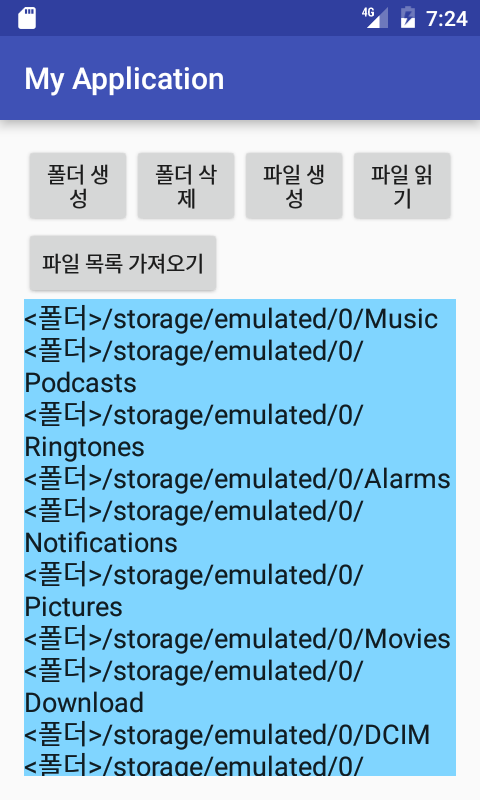 4G 7:24
My Application
폴더 생
성
폴더 삭
제
파일 생
성
파일 읽
기
파일 목록 가져오기
<폴더>/storage/emulated/0/Music
<폴더>/storage/emulated/0/
Podcasts
<폴더>/storage/emulated/0/
Ringtones
<폴더>/storage/emulated/0/Alarms
<폴더>/storage/emulated/0/
Notifications
<폴더>/storage/emulated/0/
Pictures
<폴더>/storage/emulated/0/Movies
<폴더>/storage/emulated/0/
Download
<폴더>/storage/emulated/0/DCIM
<폴더>/storage/emulated/0/